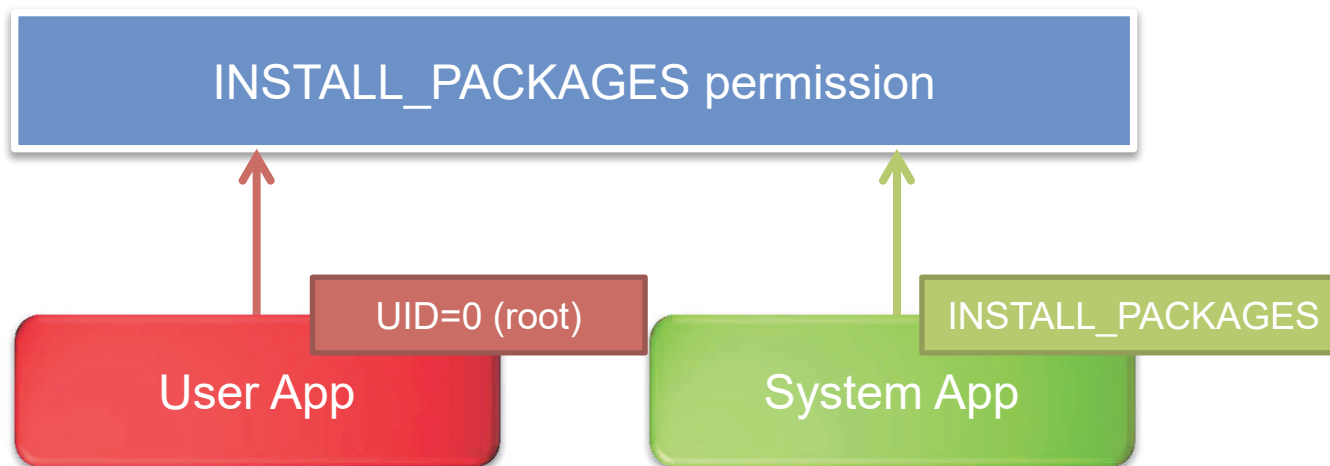 INSTALL_PACKAGES permission
UID=0 (root)
INSTALL_PACKAGES
User App
System App